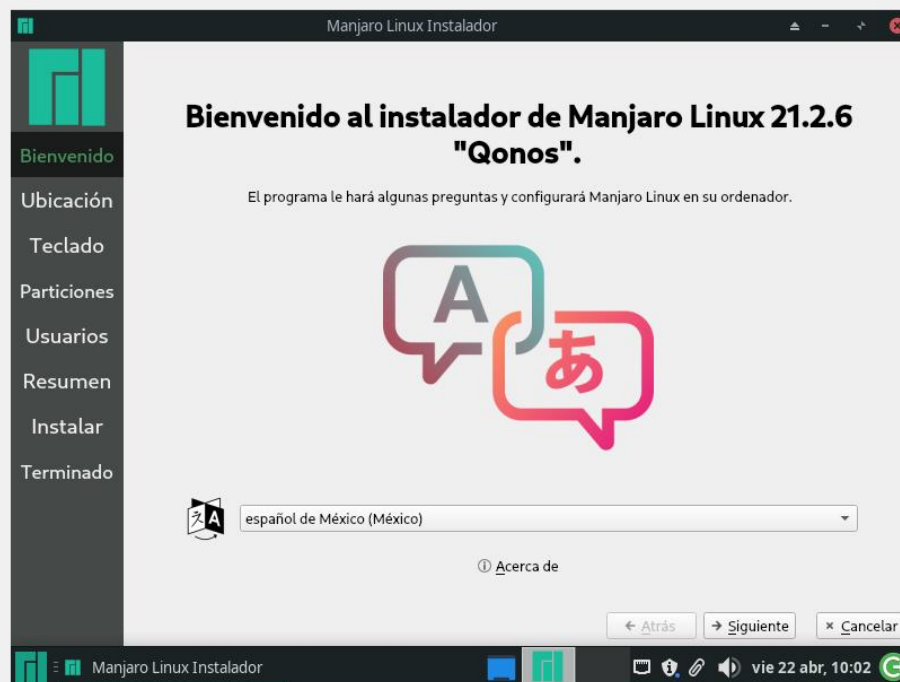 Manjaro Linux Instalador
Bienvenido
Ubicación
Teclado
Particiones
Usuarios
Resumen
Instalar
Terminado
Bienvenido al instalador de Manjaro Linux 21.2.6
"Qonos".
El programa le hará algunas preguntas y configurará Manjaro Linux en su ordenador.
A
あ
español de México (México)
Acerca de
Atrás
Siguiente
Cancelar
Manjaro Linux Instalador
vie 22 abr, 10:02